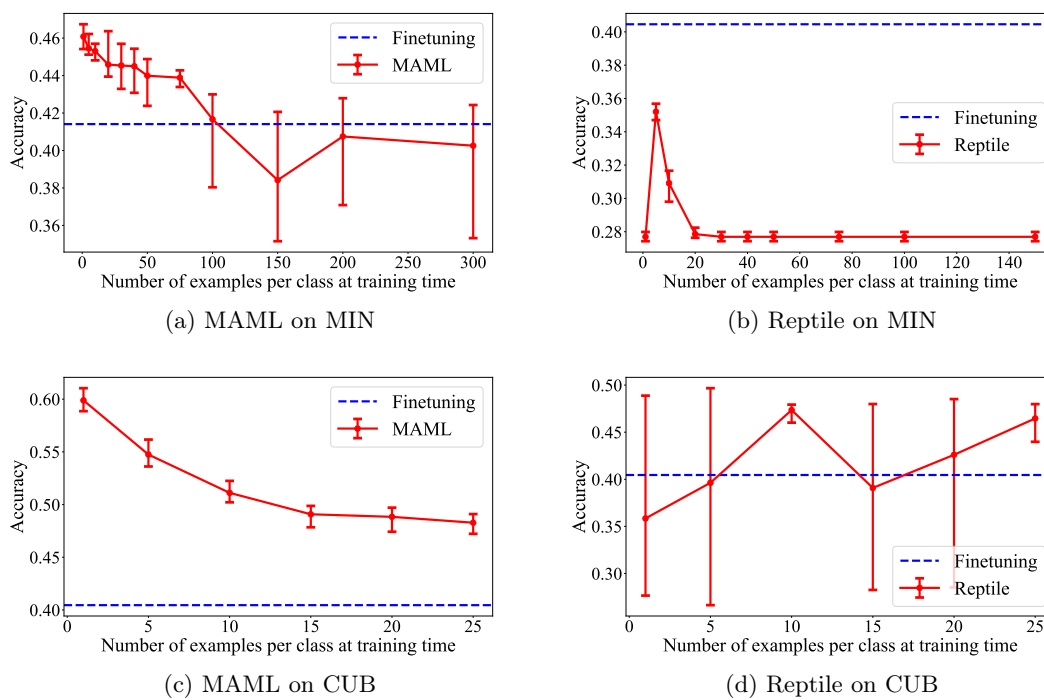 0.46
0.44
0.42
0.40
0.38
0.36
Accuracy
Finetuning
MAML
0 50 100 150 200 250 300
Number of examples per class at training time
(a) MAML on MIN
0.40
0.36
0.32
0.28
Accuracy
Finetuning
Reptile
0 20 40 60 80 100 120 140
Number of examples per class at training time
(b) Reptile on MIN
0.60
0.55
0.50
0.45
0.40
Accuracy
Finetuning
MAML
0 5 10 15 20 25
Number of examples per class at training time
(c) MAML on CUB
0.50
0.45
0.40
0.35
0.30
Accuracy
Finetuning
Reptile
0 5 10 15 20 25
Number of examples per class at training time
(d) Reptile on CUB